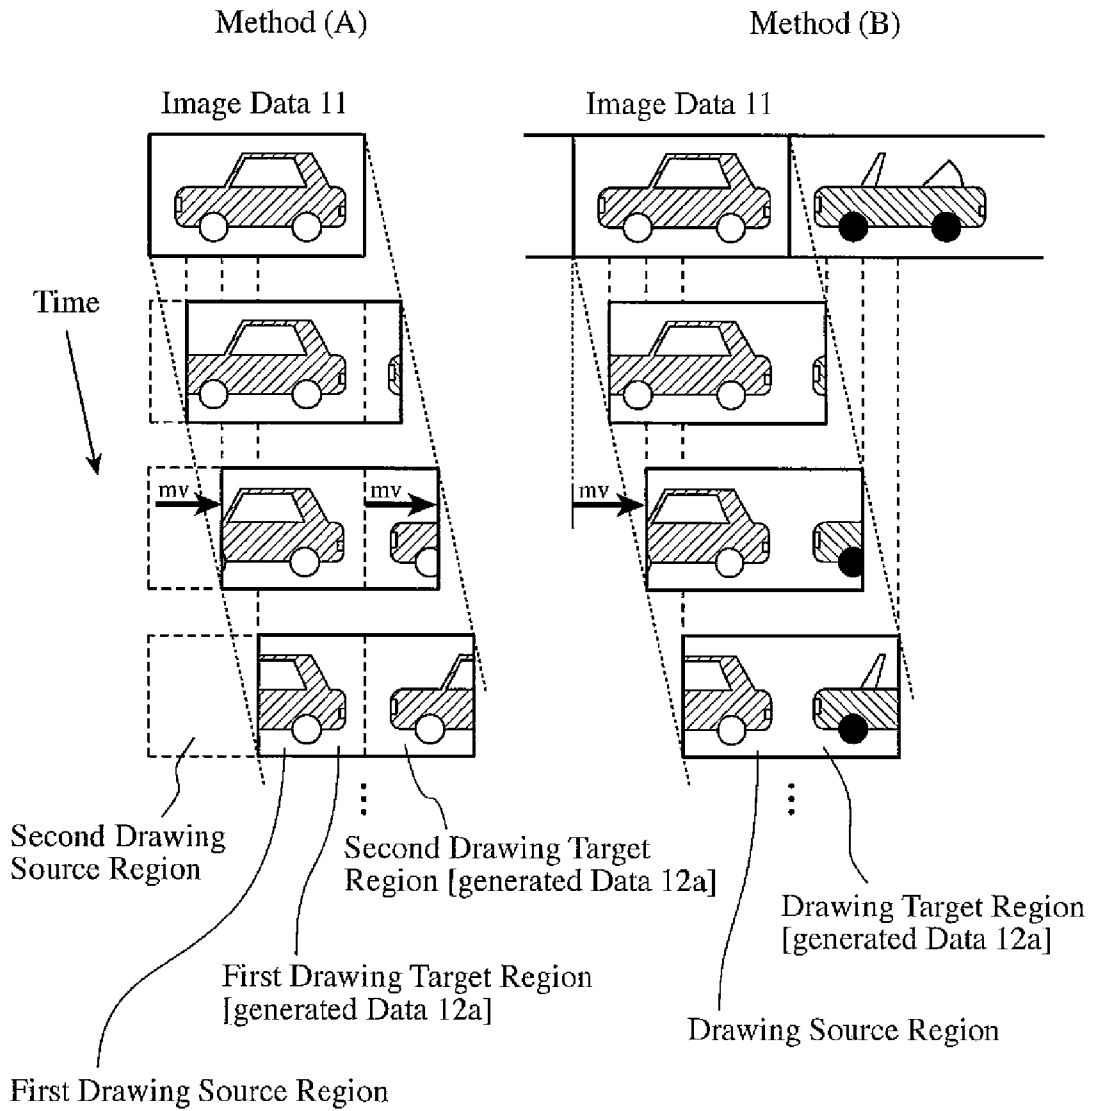 Method (A)
Method (B)
Image Data 11
Image Data 11
Time
mv
mv
mv
Second Drawing
Source Region
Second Drawing Target
Region [generated Data 12a]
Drawing Target Region
[generated Data 12a]
First Drawing Target Region
[generated Data 12a]
Drawing Source Region
First Drawing Source Region